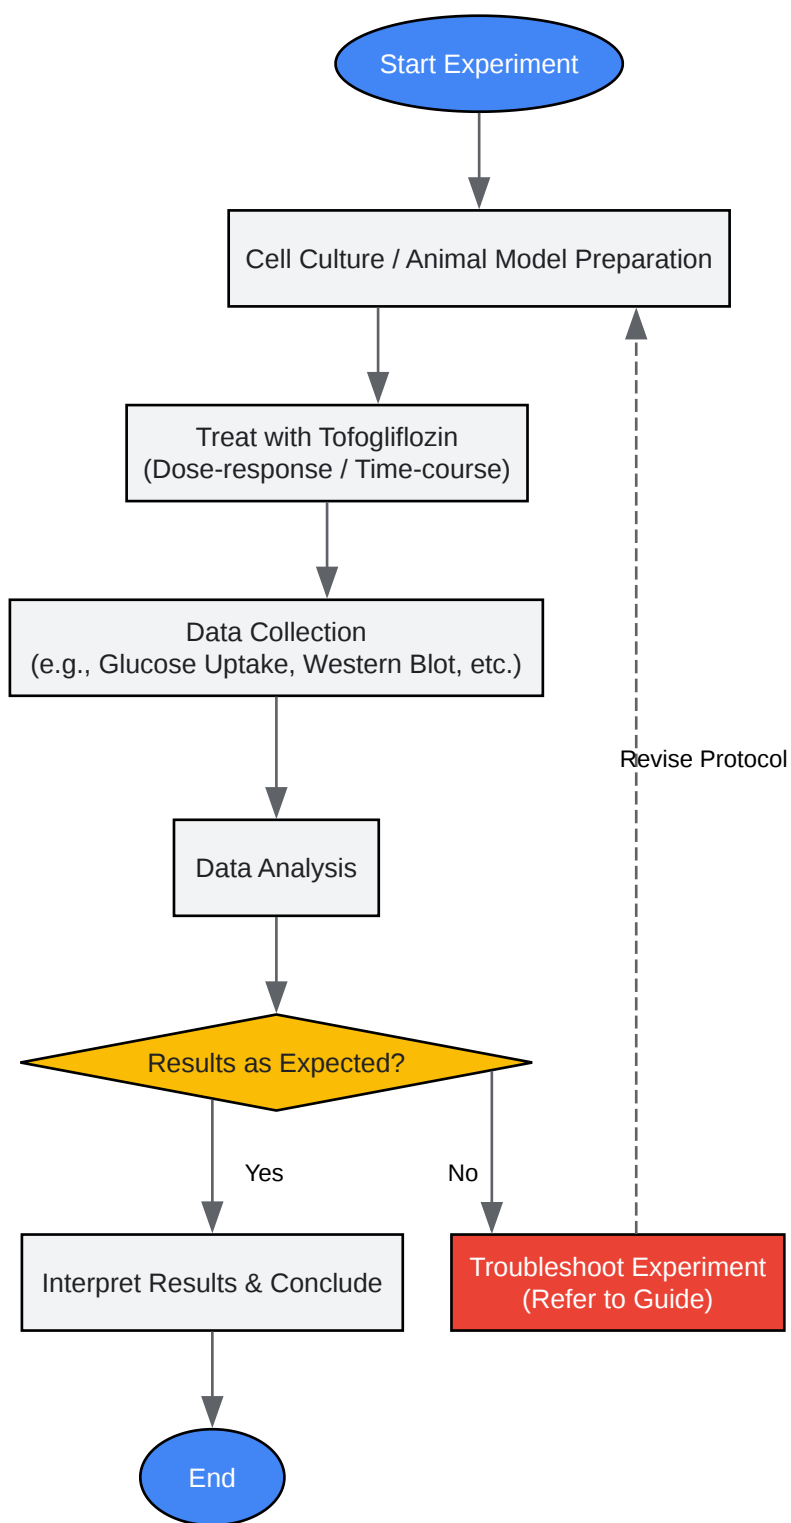 Start Experiment
Cell Culture / Animal Model Preparation
Treat with Tofogliflozin
(Dose-response / Time-course)
Data Collection
(e.g., Glucose Uptake, Western Blot, etc.)
Revise Protocol
Data Analysis
Results as Expected?
Yes
No
Interpret Results & Conclude
Troubleshoot Experiment
(Refer to Guide)
End